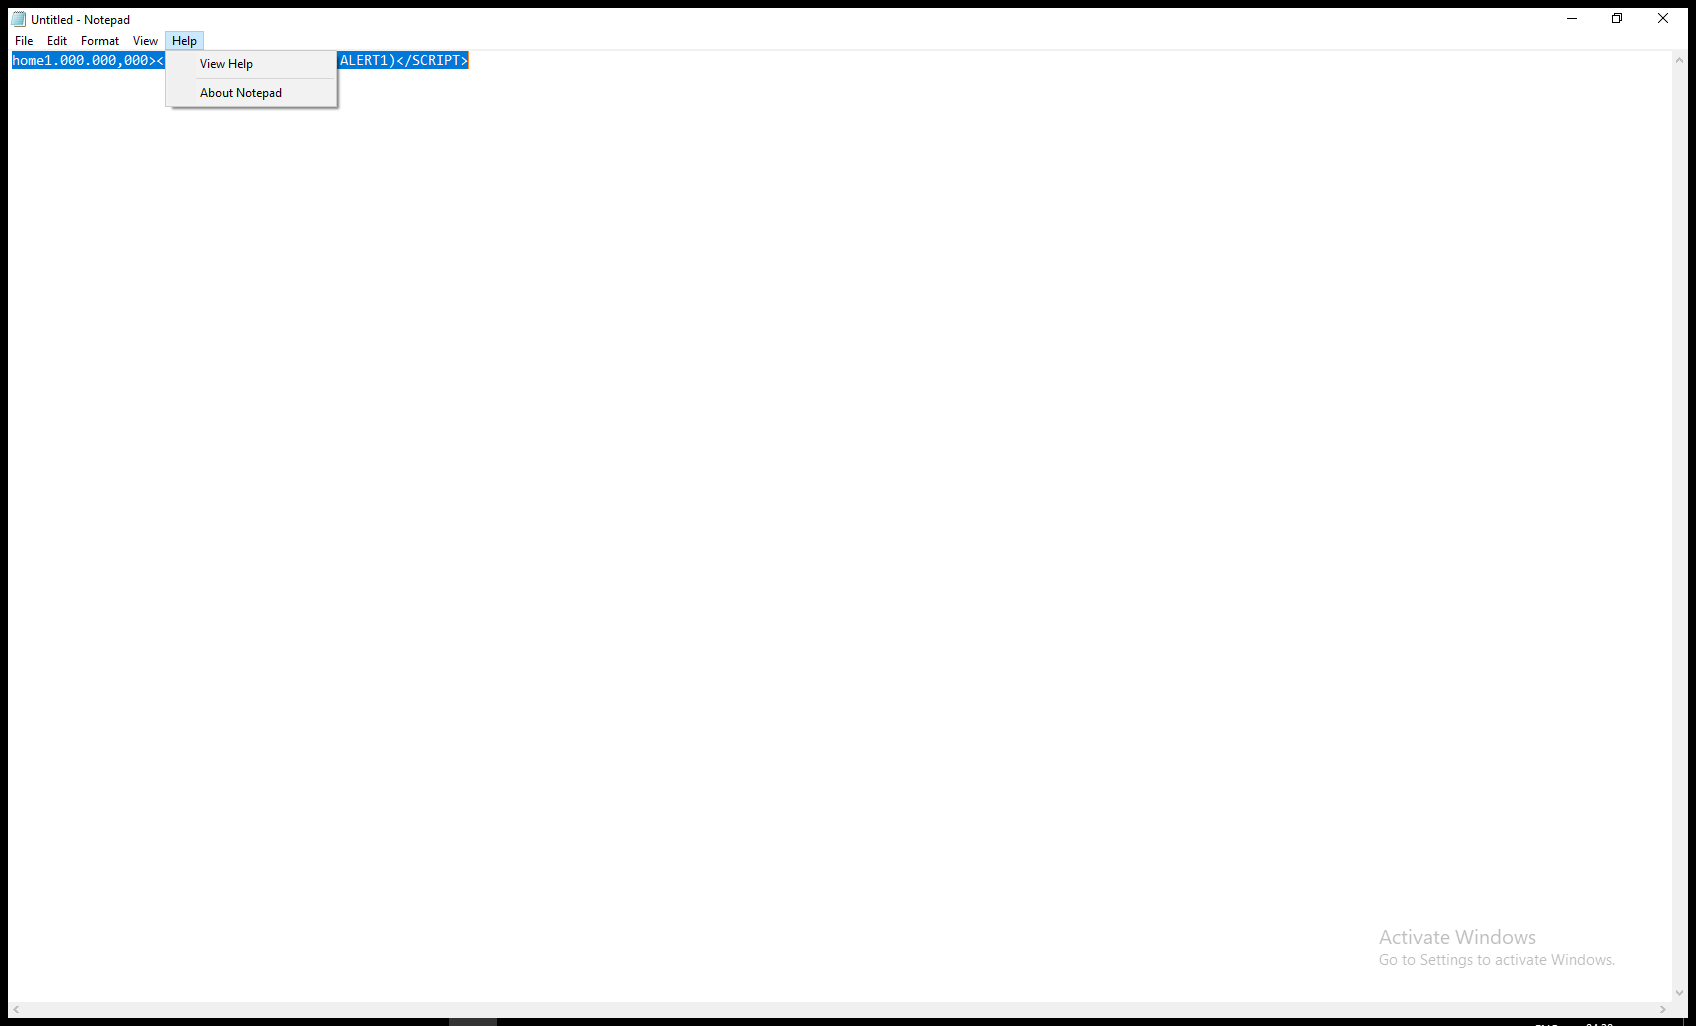 Untitled - Notepad
File Edit Format View Help
home1.000.000,000>< ALERT1)</SCRIPT>
View Help
About Notepad
Activate Windows
Go to Settings to activate Windows.